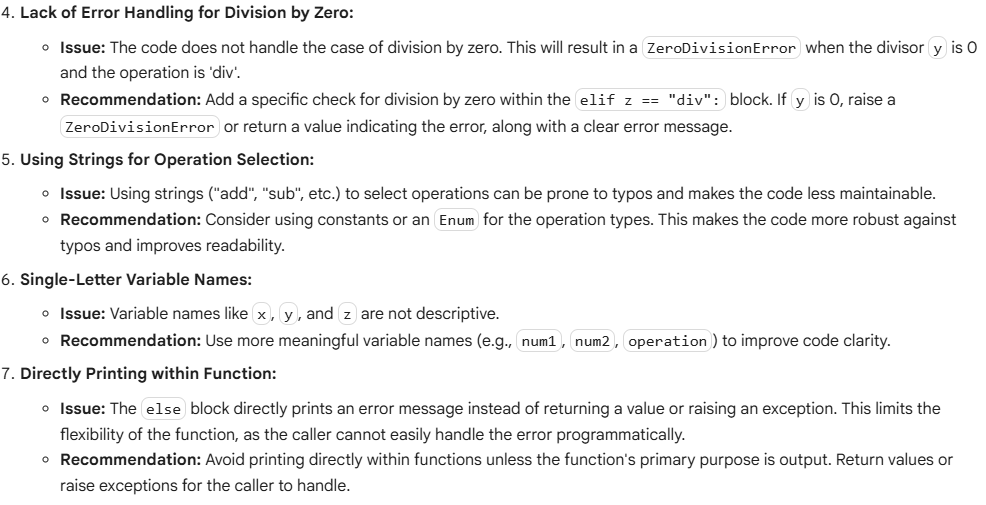 4. Lack of Error Handling for Division by Zero:
○ Issue: The code does not handle the case of division by zero. This will result in a ZeroDivisionError when the divisor y is 0
and the operation is 'div'.
○ Recommendation: Add a specific check for division by zero within the elif z == "div": block. If y is 0, raise a
ZeroDivisionError or return a value indicating the error, along with a clear error message.
5. Using Strings for Operation Selection:
○ Issue: Using strings ("add", "sub", etc.) to select operations can be prone to typos and makes the code less maintainable.
○ Recommendation: Consider using constants or an Enum for the operation types. This makes the code more robust against
typos and improves readability.
6. Single-Letter Variable Names:
○ Issue: Variable names like x, y, and z are not descriptive.
○ Recommendation: Use more meaningful variable names (e.g., num1, num2, operation) to improve code clarity.
7. Directly Printing within Function:
○ Issue: The else block directly prints an error message instead of returning a value or raising an exception. This limits the
flexibility of the function, as the caller cannot easily handle the error programmatically.
○ Recommendation: Avoid printing directly within functions unless the function's primary purpose is output. Return values or
raise exceptions for the caller to handle.